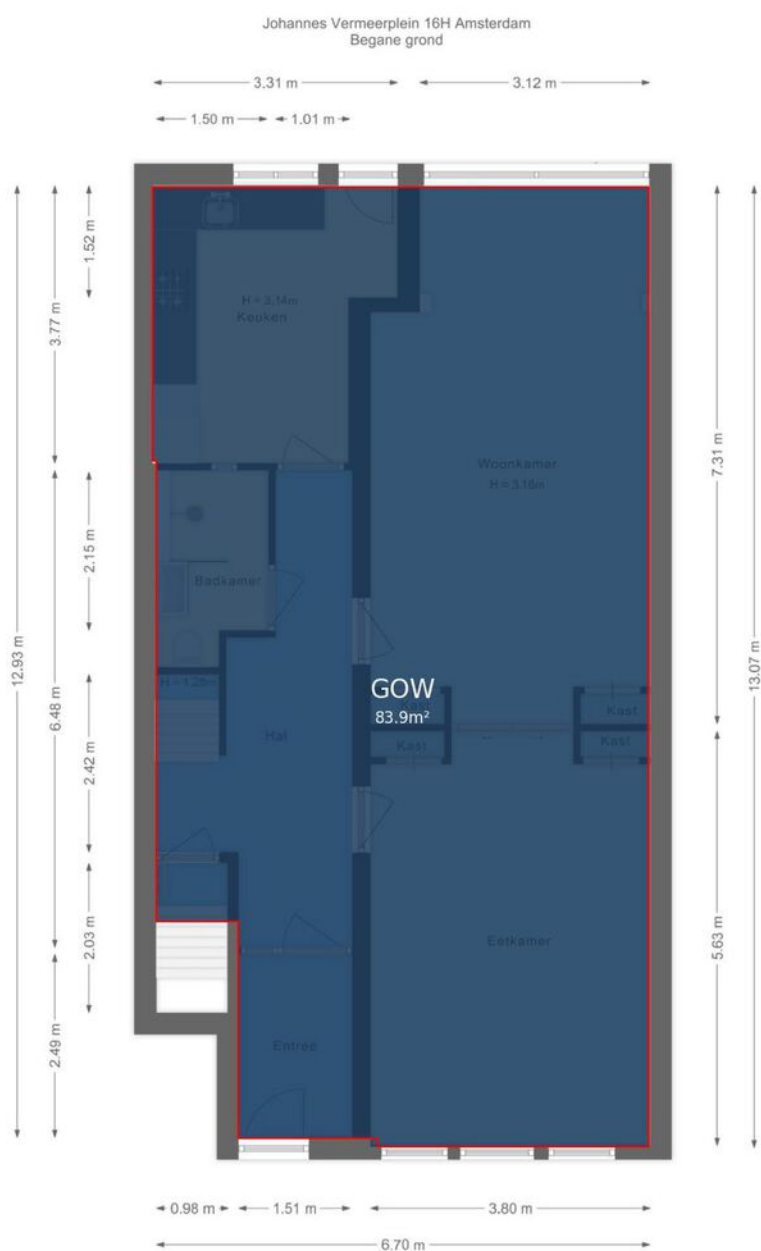 Johannes Vermeerplein 16H Amsterdam
Begane grond
3.31 m
3.12 m
1.50 m
1.01 m
1.52 m
3.77 m
H = 3.14m
Keuken
Woonkamer
H = 3.16m
7.31 m
2.15 m
Badkamer
12.93 m
6.48 m
13.07 m
H = 1.28m
GOW
83.9m²
Kast
Kast
Kast
Kast
Hal
2.42 m
2.03 m
Eetkamer
5.63 m
2.49 m
Entree
0.98 m
1.51 m
3.80 m
6.70 m